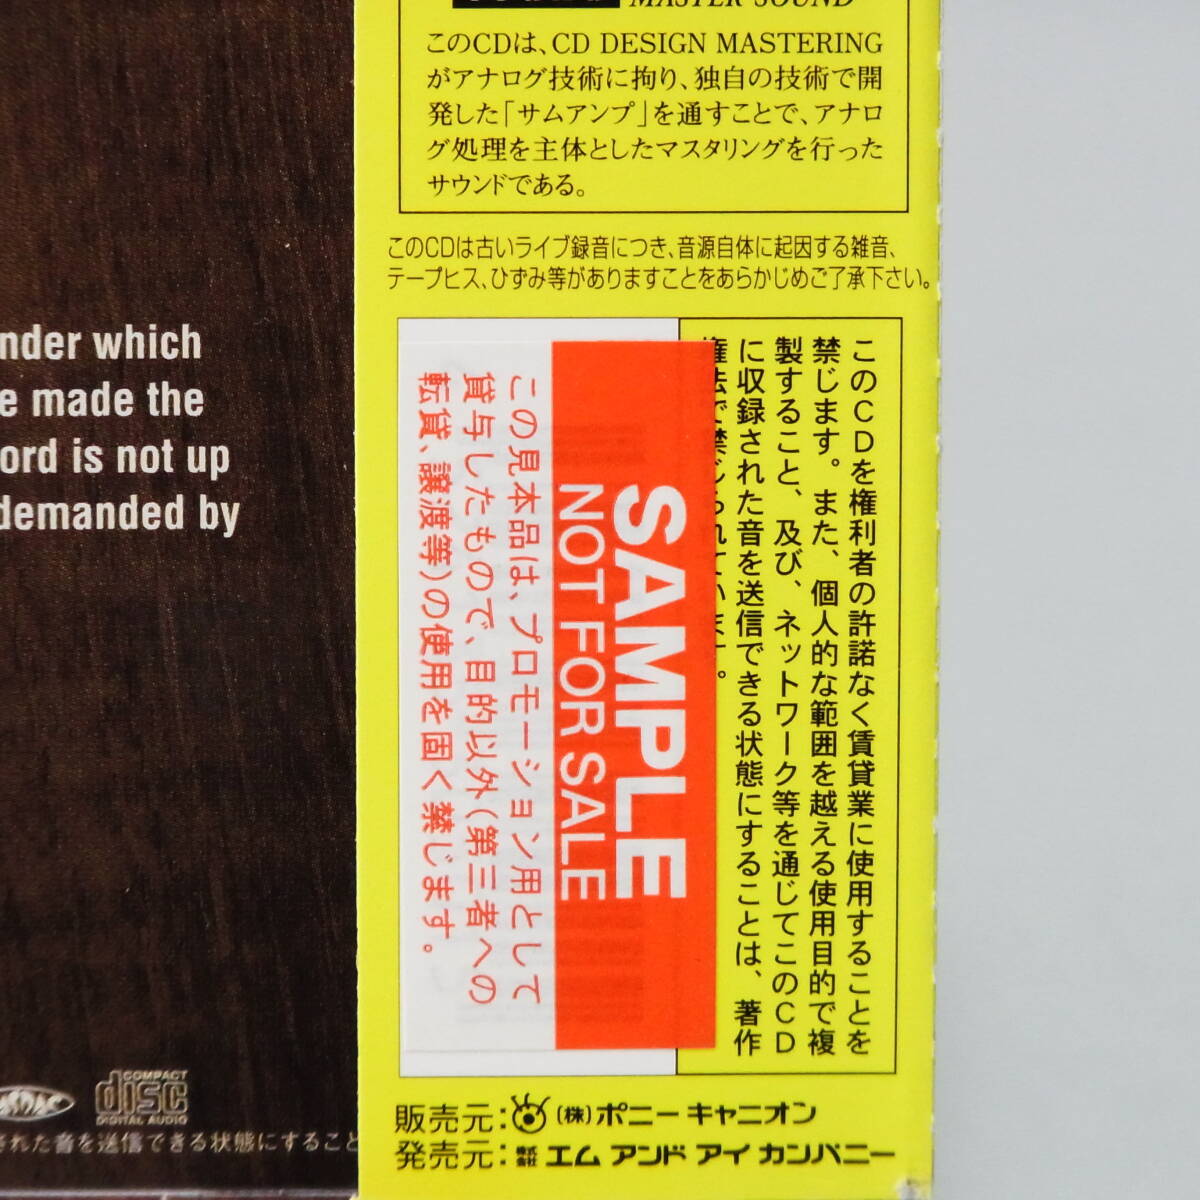 MASTER SOUND
このCDは、CD DESIGN MASTERING
がアナログ技術に拘り、独自の技術で開
発した「サムアンプ」を通すことで、アナロ
グ処理を主体としたマスタリングを行った
サウンドである。
このCDは古いライブ録音につき、音源自体に起因する雑音、
テープヒス、ひずみ等がありますことをあらかじめご了承下さい。
このCDを権利者の許諾なく賃貸業に使用することを
禁じます。また、個人的な範囲を越える使用目的で複
製すること、及び、ネットワーク等を通じてこのCD
に収録された音を送信できる状態にすることは、著作
権法で禁じられています。
SAMPLE
NOT FOR SALE
この見本品は、プロモーション用として
貸与したもので、目的以外(第三者への
転貸、譲渡等)の使用を固く禁じます。
販売元:(株)ポニーキャニオン
発売元:株式会社エム アンド アイ カンパニー
nder which
e made the
ord is not up
demanded by
COMPACT
disc
DIGITAL AUDIO
された音を送信できる状態にすること